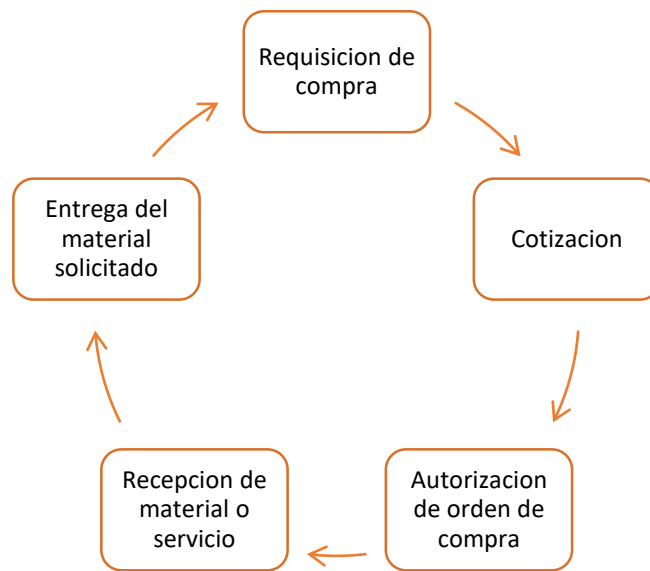 Requisicion de
compra
Cotizacion
Autorizacion
de orden de
compra
Recepcion de
material o
servicio
Entrega del
material
solicitado